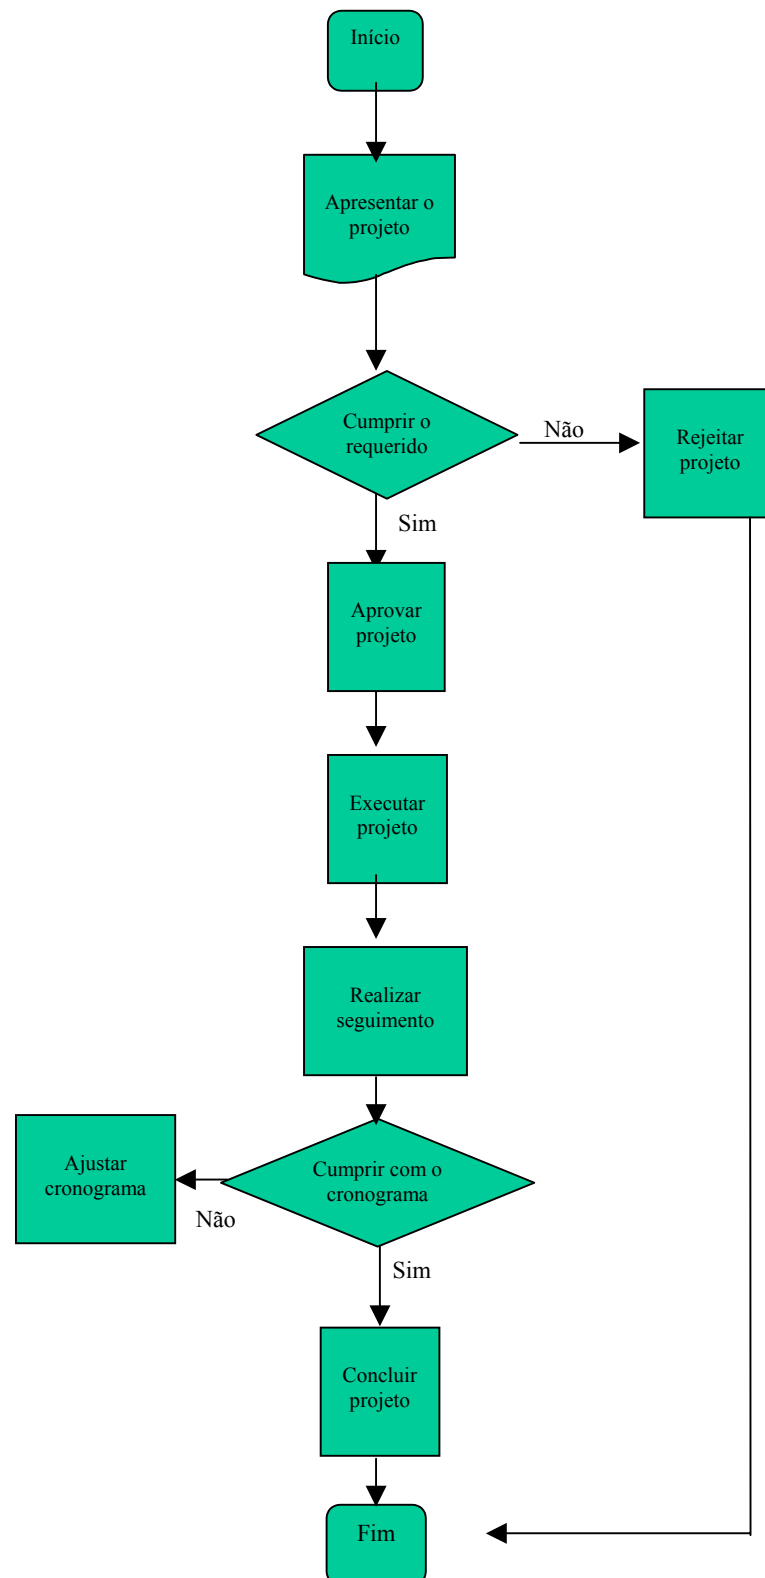 Início
Apresentar o
projeto
Cumprir o
requerido
Não
Rejeitar
projeto
Sim
Aprovar
projeto
Executar
projeto
Realizar
seguimento
Cumprir com o
cronograma
Ajustar
cronograma
Não
Sim
Concluir
projeto
Fim